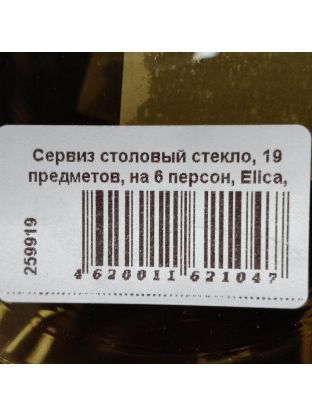 Сервиз столовый стекло, 19
предметов, на 6 персон, Elica,
259919
4 620011 621047